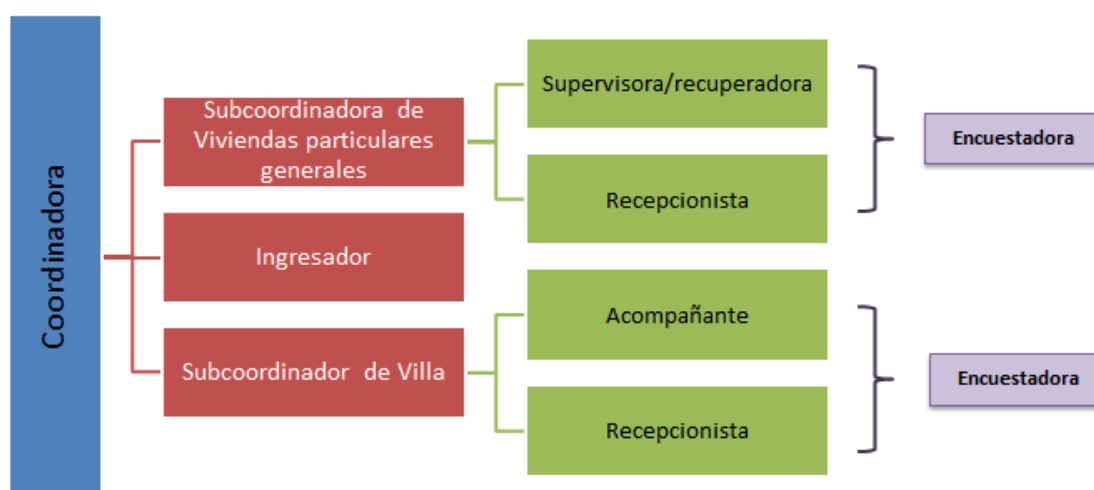 Coordinadora
Subcoordinadora de
Viviendas particulares
generales
Ingresador
Subcoordinador de Villa
Supervisora/recuperadora
Recepcionista
Acompañante
Recepcionista
Encuestadora
Encuestadora